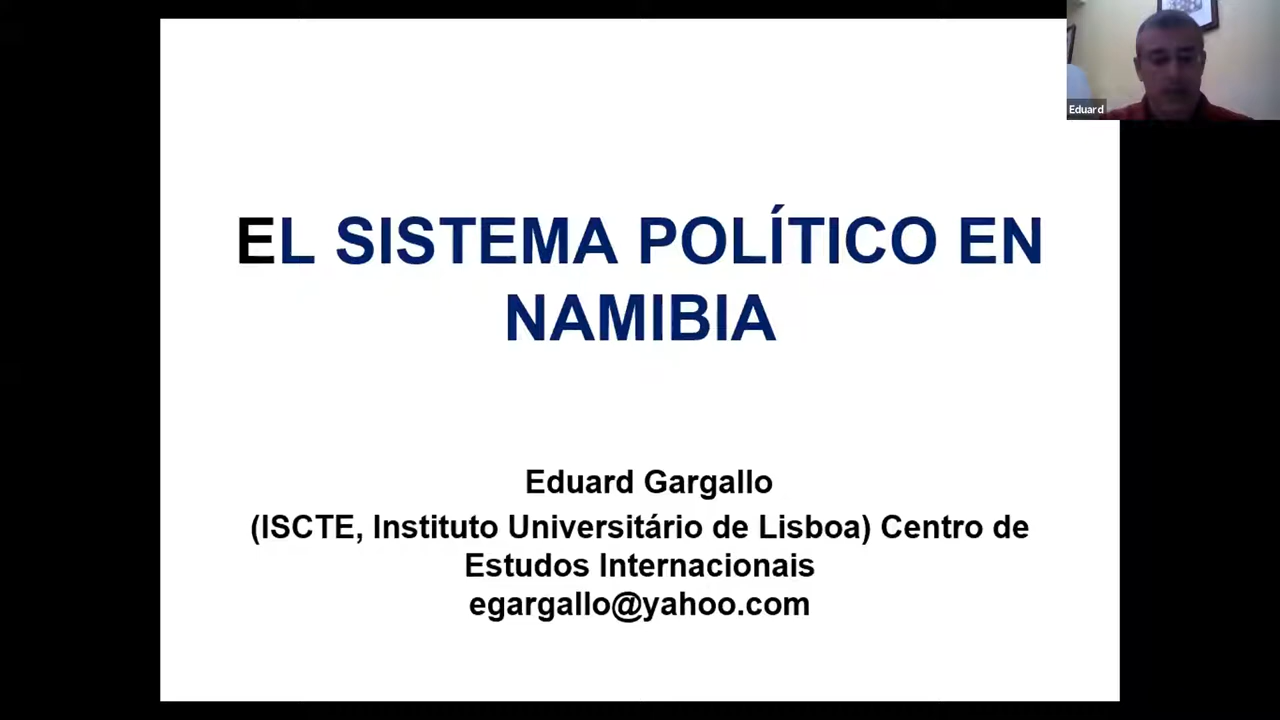 Eduard
EL SISTEMA POLÍTICO EN
NAMIBIA
Eduard Gargallo
(ISCTE, Instituto Universitário de Lisboa) Centro de
Estudos Internacionais
egargallo@yahoo.com